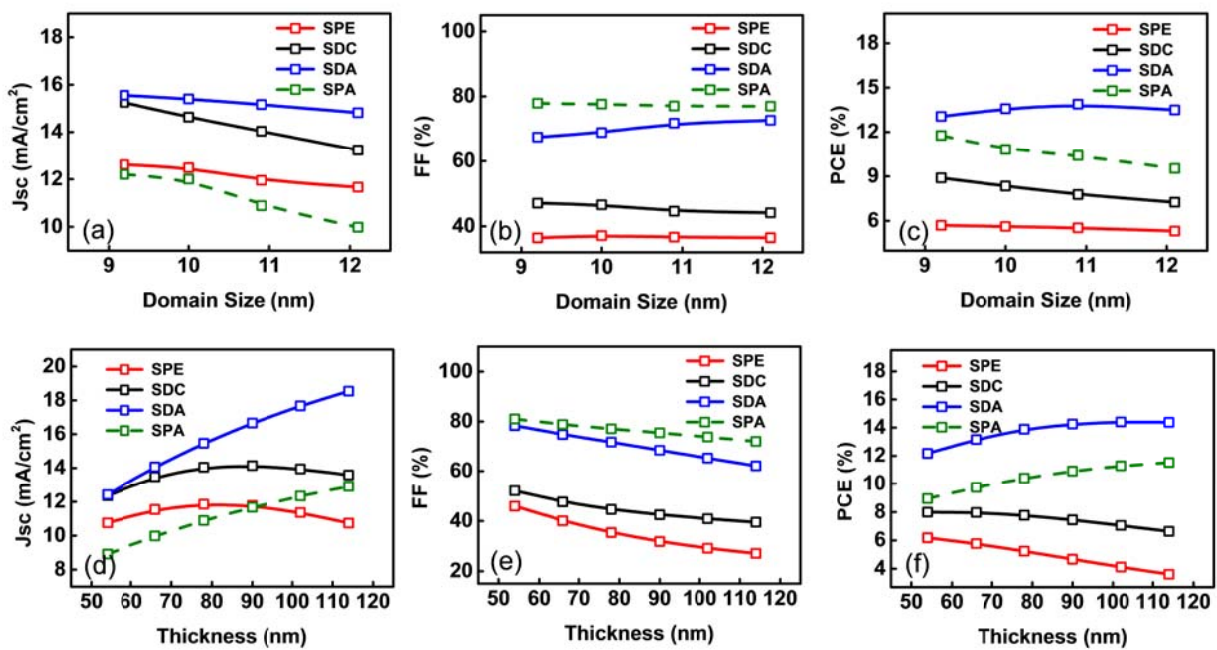 18
16
14
12
10
Jsc (mA/cm²)
SPE
SDC
SDA
SPA
(a)
9 10 11 12
Domain Size (nm)
100
80
60
40
FF (%)
SPE
SDC
SDA
SPA
(b)
9 10 11 12
Domain Size (nm)
18
15
12
9
6
PCE (%)
SPE
SDC
SDA
SPA
(c)
9 10 11 12
Domain Size (nm)
20
18
16
14
12
10
8
Jsc (mA/cm²)
SPE
SDC
SDA
SPA
(d)
50 60 70 80 90 100 110 120
Thickness (nm)
100
80
60
40
20
FF (%)
SPE
SDC
SDA
SPA
(e)
50 60 70 80 90 100 110 120
Thickness (nm)
18
16
14
12
10
8
6
4
PCE (%)
SPE
SDC
SDA
SPA
(f)
50 60 70 80 90 100 110 120
Thickness (nm)